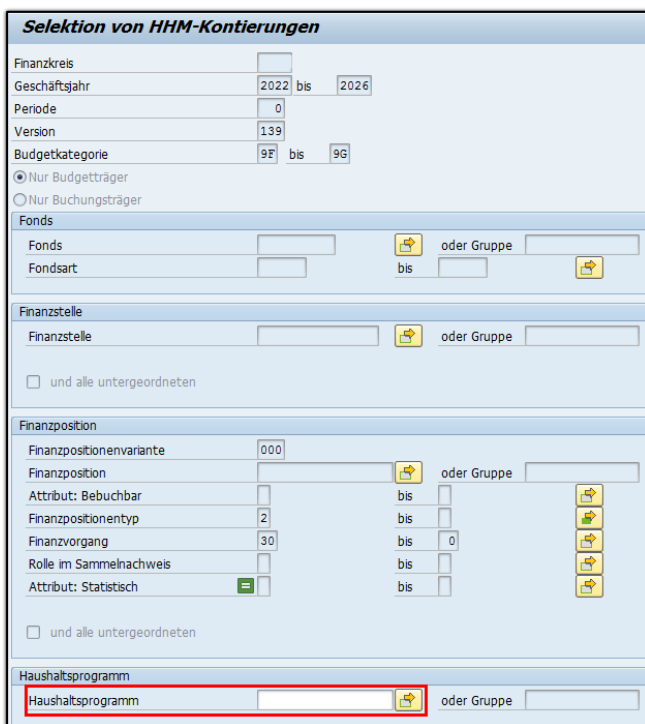 Selektion von HHM-Kontierungen
Finanzkreis
Geschäftsjahr 2022 bis 2026
Periode 0
Version 139
Budgetkategorie 9F bis 9G
Nur Budgetträger
Nur Buchungsträger
Fonds
Fonds oder Gruppe
Fondsart bis
Finanzstelle
Finanzstelle oder Gruppe
und alle untergeordneten
Finanzposition
Finanzpositionenvariante 000
Finanzposition oder Gruppe
Attribut: Bebuchbar bis
Finanzpositionentyp 2 bis
Finanzvorgang 30 bis 0
Rolle im Sammelnachweis bis
Attribut: Statistisch = bis
und alle untergeordneten
Haushaltsprogramm
Haushaltsprogramm oder Gruppe